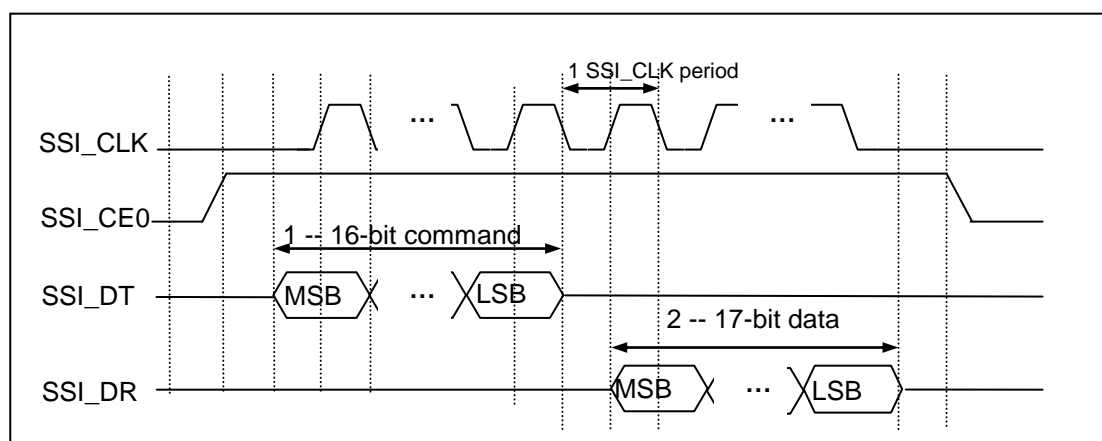 1 SSI_CLK period
... ...
SSI_CLK
SSI_CE0
1 -- 16-bit command
SSI_DT MSB ... LSB
2 -- 17-bit data
SSI_DR MSB ... LSB